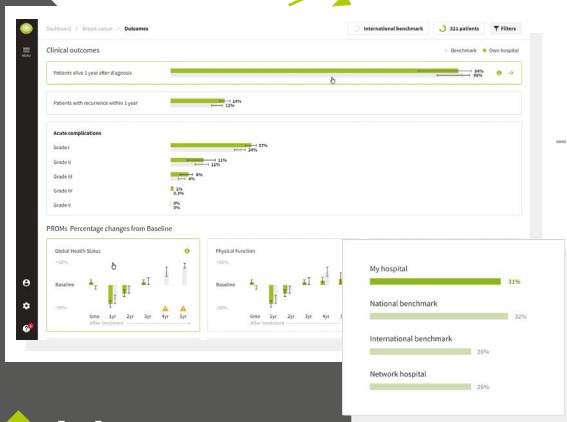 Dashboard > Breast cancer > Outcomes
International benchmark
321 patients
Filters
MENU
Clinical outcomes
Benchmark
Own hospital
Patients alive 1 year after diagnosis
94%
95%
Patients with recurrence within 1 year
14%
13%
Acute complications
Grade I
37%
24%
Grade II
11%
11%
Grade III
6%
4%
Grade IV
1%
0.3%
Grade V
0%
0%
PROMs Percentage changes from Baseline
Global Health Status
+50%
Baseline
-50%
6mo 1yr 2yr 3yr 4yr 5yr
After treatment
Physical Function
+50%
Baseline
-50%
6mo 1yr 2yr 3yr
After treatment
My hospital
31%
National benchmark
32%
International benchmark
26%
Network hospital
26%